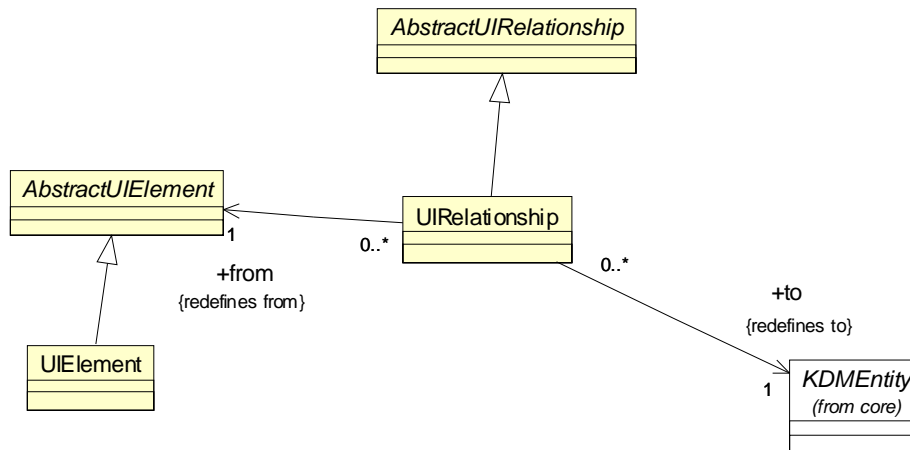 AbstractUIRelationship
AbstractUIElement
UIRelationship
1
0..*
0..*
+from
{redefines from}
+to
{redefines to}
UIElement
1
KDMEntity
(from core)